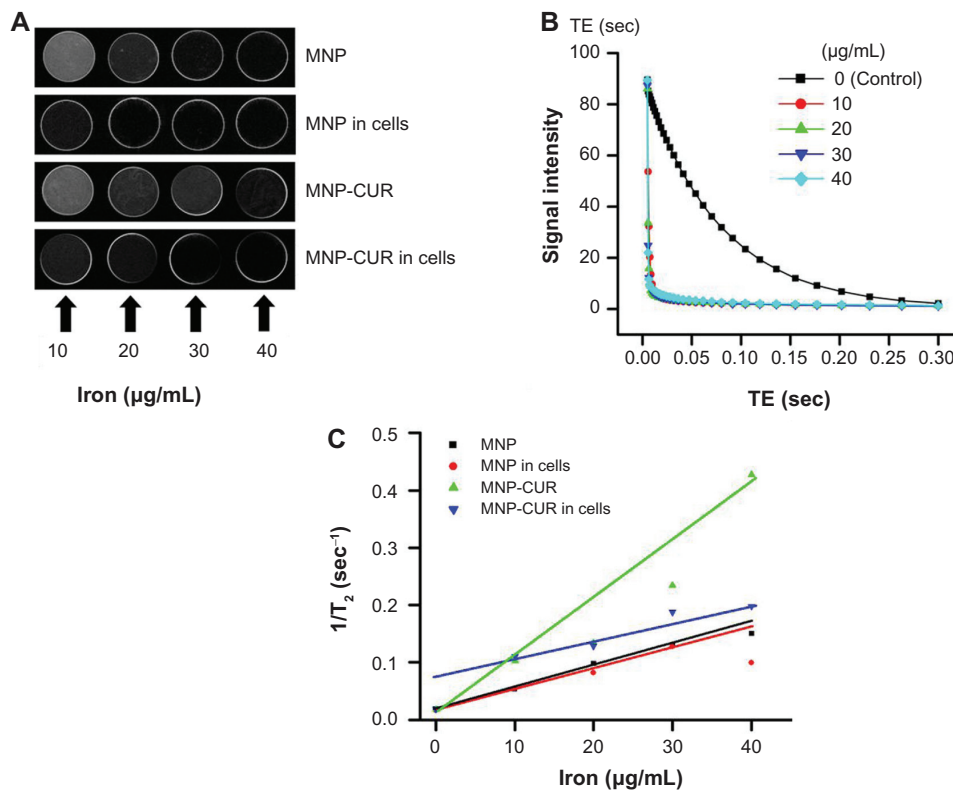 A
MNP
MNP in cells
MNP-CUR
MNP-CUR in cells
10 20 30 40
Iron (µg/mL)
B
TE (sec)
(µg/mL)
0 (Control)
10
20
30
40
Signal intensity
100
80
60
40
20
0
0.00 0.05 0.10 0.15 0.20 0.25 0.30
TE (sec)
C
MNP
MNP in cells
MNP-CUR
MNP-CUR in cells
1/T₂ (sec⁻¹)
0.5
0.4
0.3
0.2
0.1
0.0
0 10 20 30 40
Iron (µg/mL)